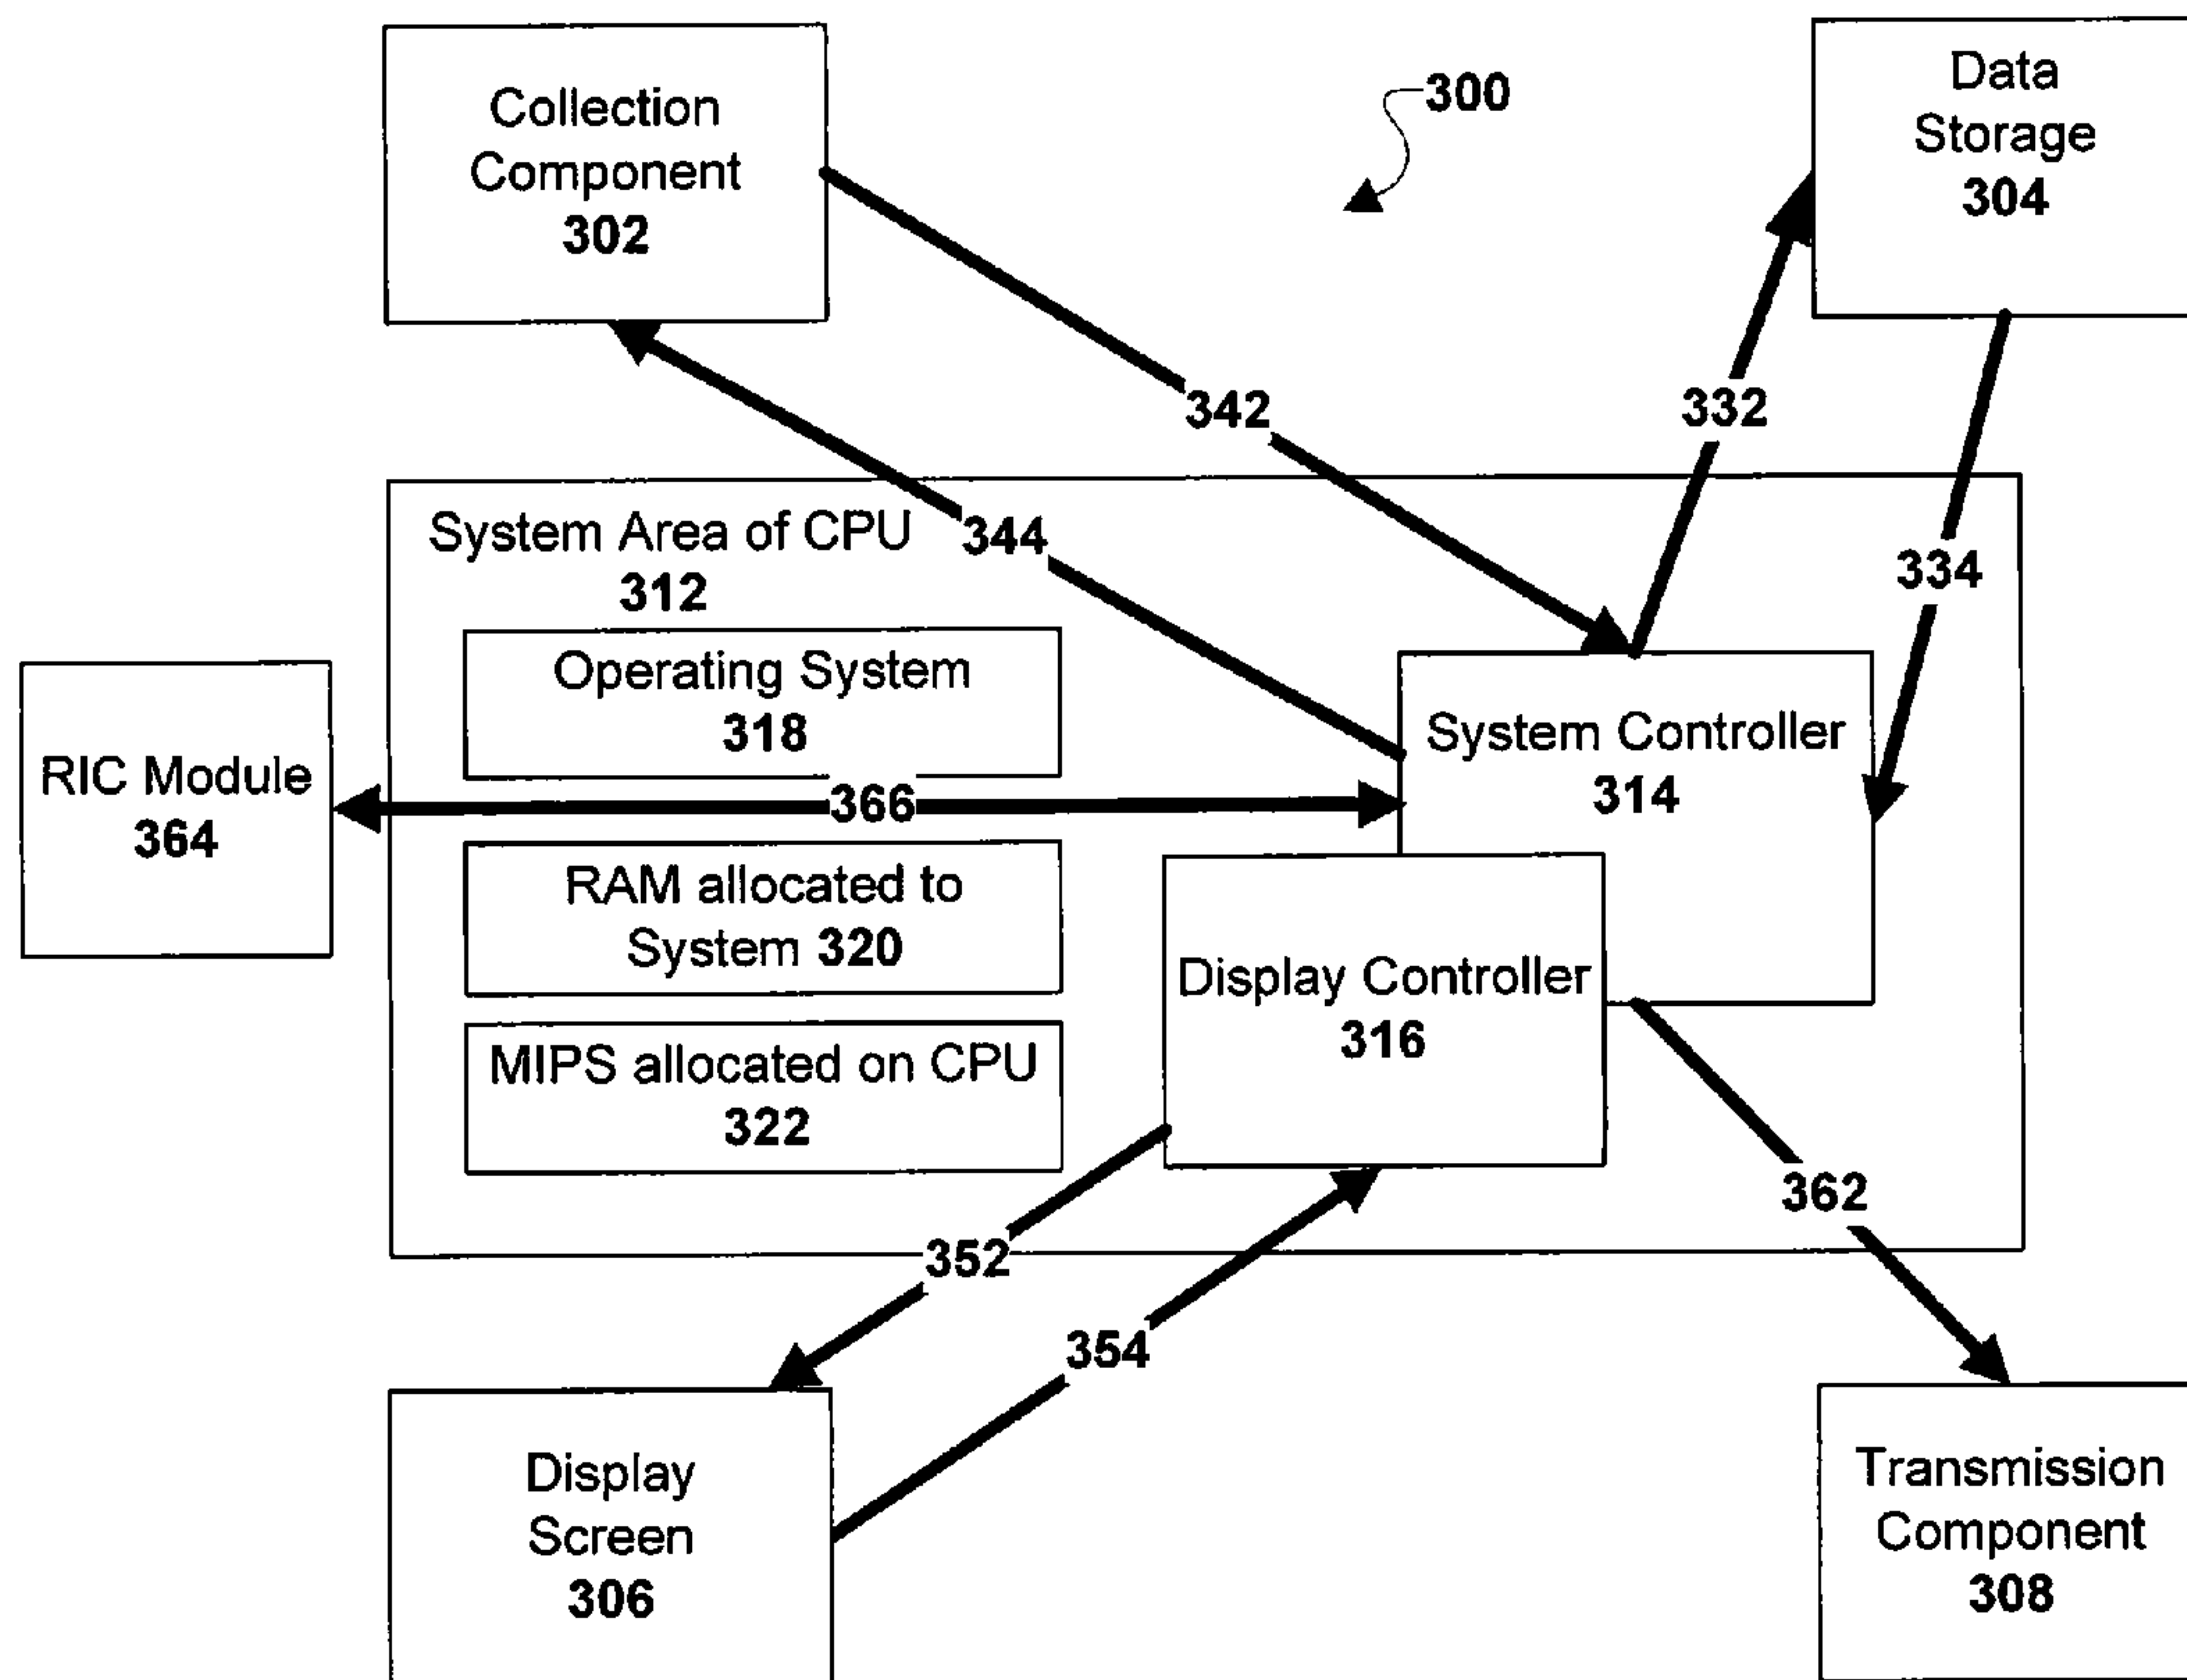 Collection
Component
302
300
Data
Storage
304
342
332
334
System Area of CPU
312
344
Operating System
318
System Controller
314
RIC Module
364
366
RAM allocated to
System 320
Display Controller
316
MIPS allocated on CPU
322
362
352
354
Display
Screen
306
Transmission
Component
308